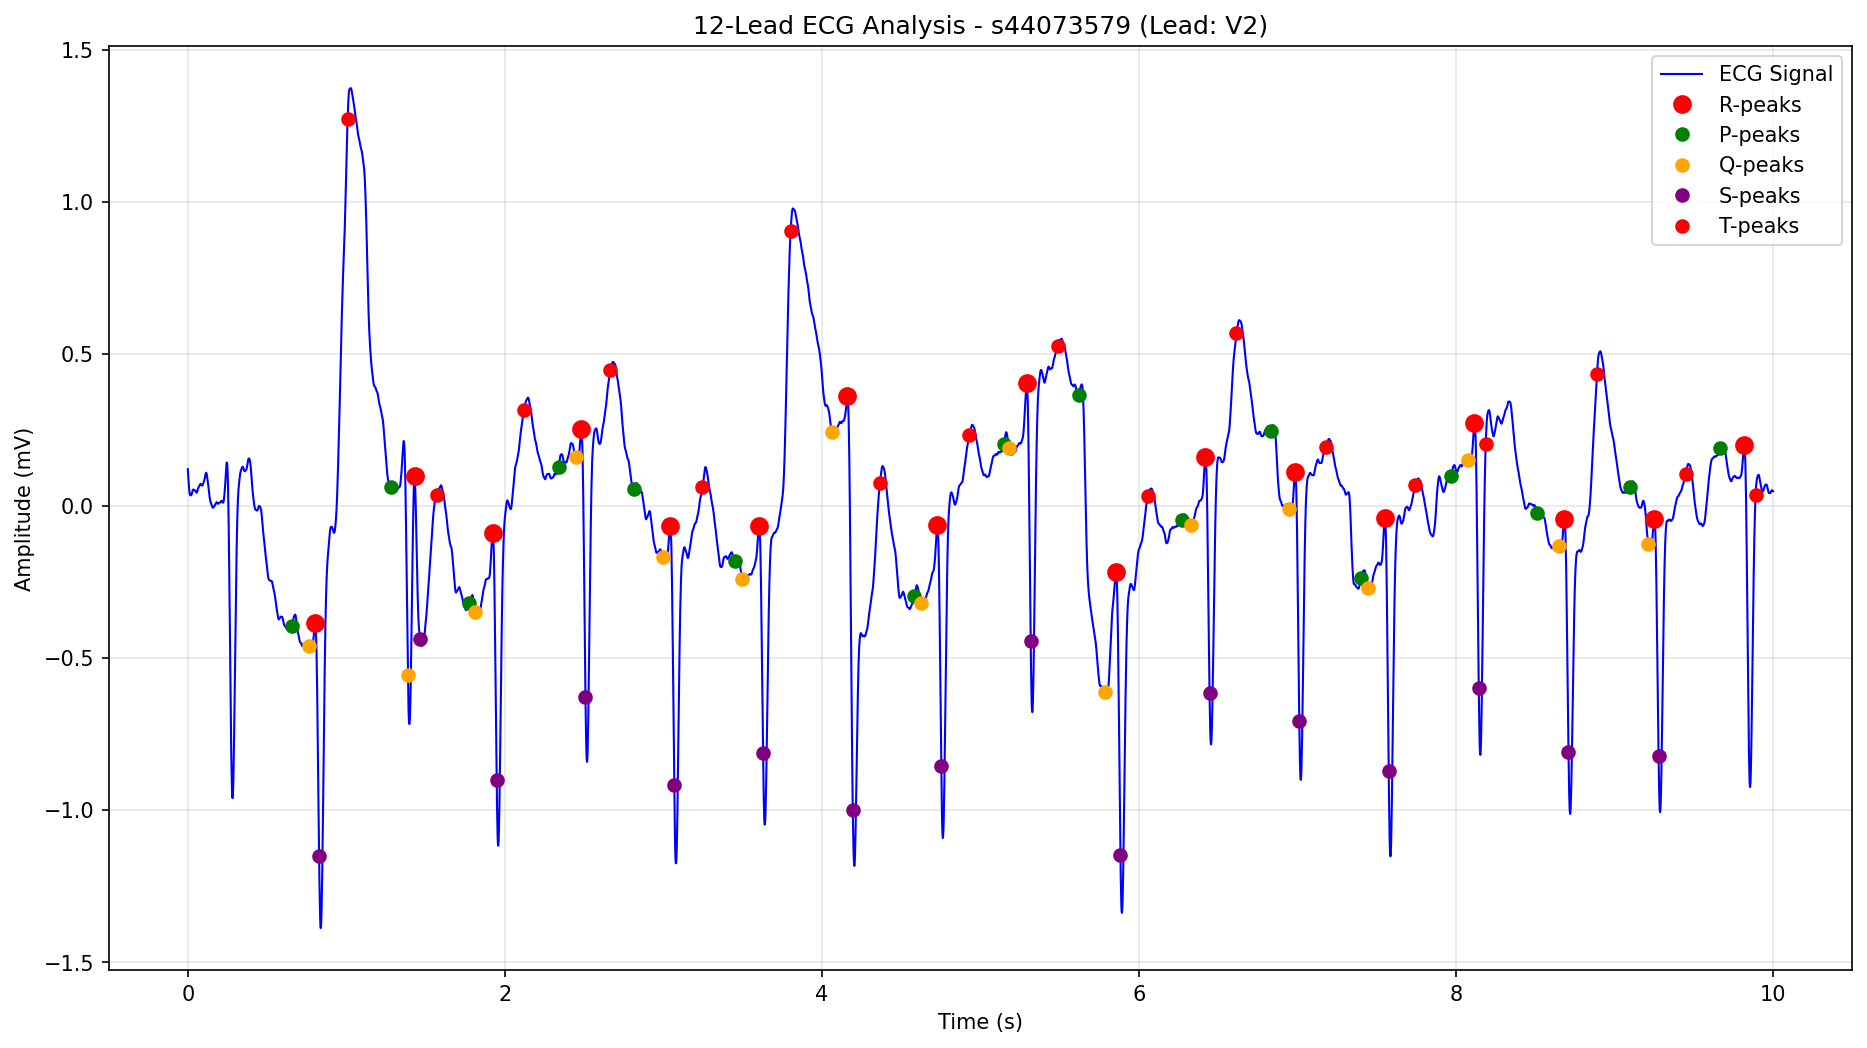 12-Lead ECG Analysis - s44073579 (Lead: V2)
ECG Signal
R-peaks
P-peaks
Q-peaks
S-peaks
T-peaks
Amplitude (mV)
1.5
1.0
0.5
0.0
−0.5
−1.0
−1.5
0 2 4 6 8 10
Time (s)